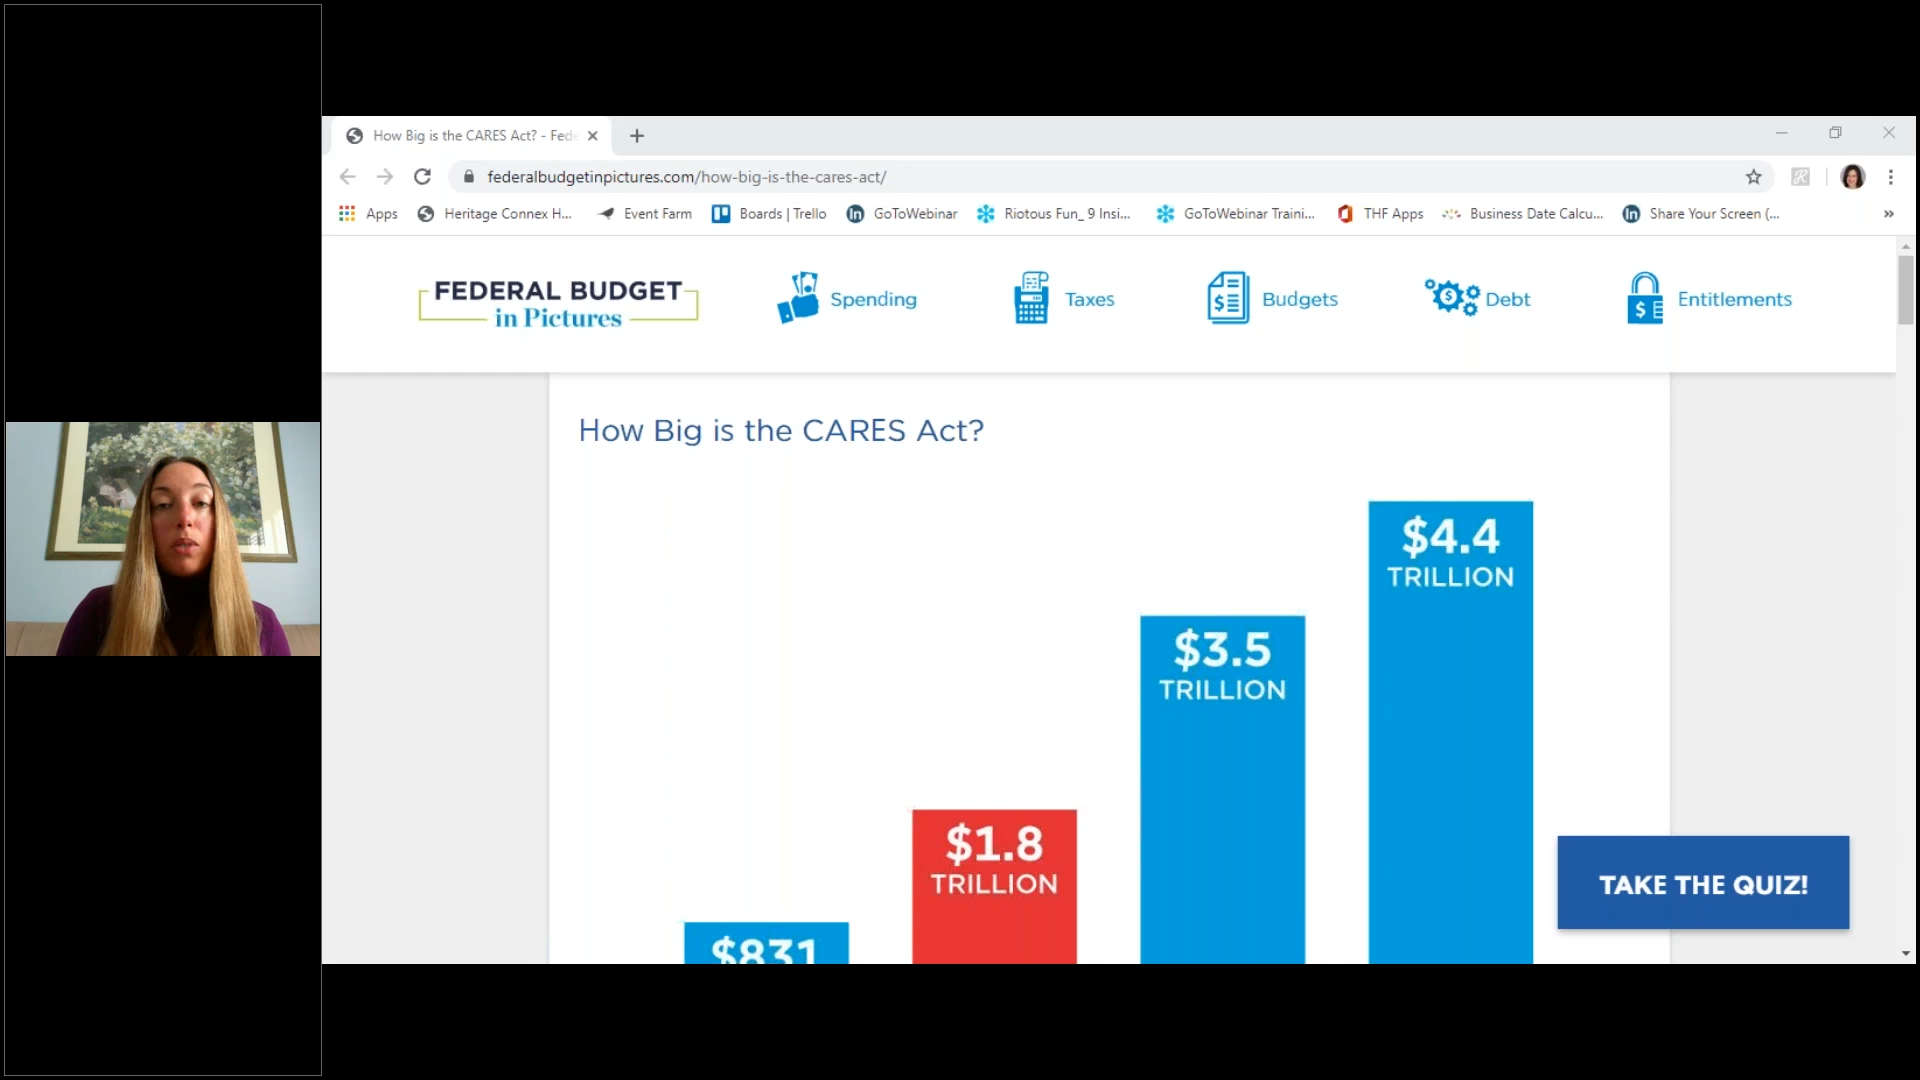 How Big is the CARES Act? - Fede
federalbudgetinpictures.com/how-big-is-the-cares-act/
Apps
Heritage Connex H...
Event Farm
Boards | Trello
GoToWebinar
Riotous Fun_ 9 Insi...
GoToWebinar Traini...
THF Apps
Business Date Calcu...
Share Your Screen (...
»
FEDERAL BUDGET
in Pictures
Spending
Taxes
Budgets
Debt
Entitlements
How Big is the CARES Act?
$4.4
TRILLION
$3.5
TRILLION
$1.8
TRILLION
$831
TAKE THE QUIZ!